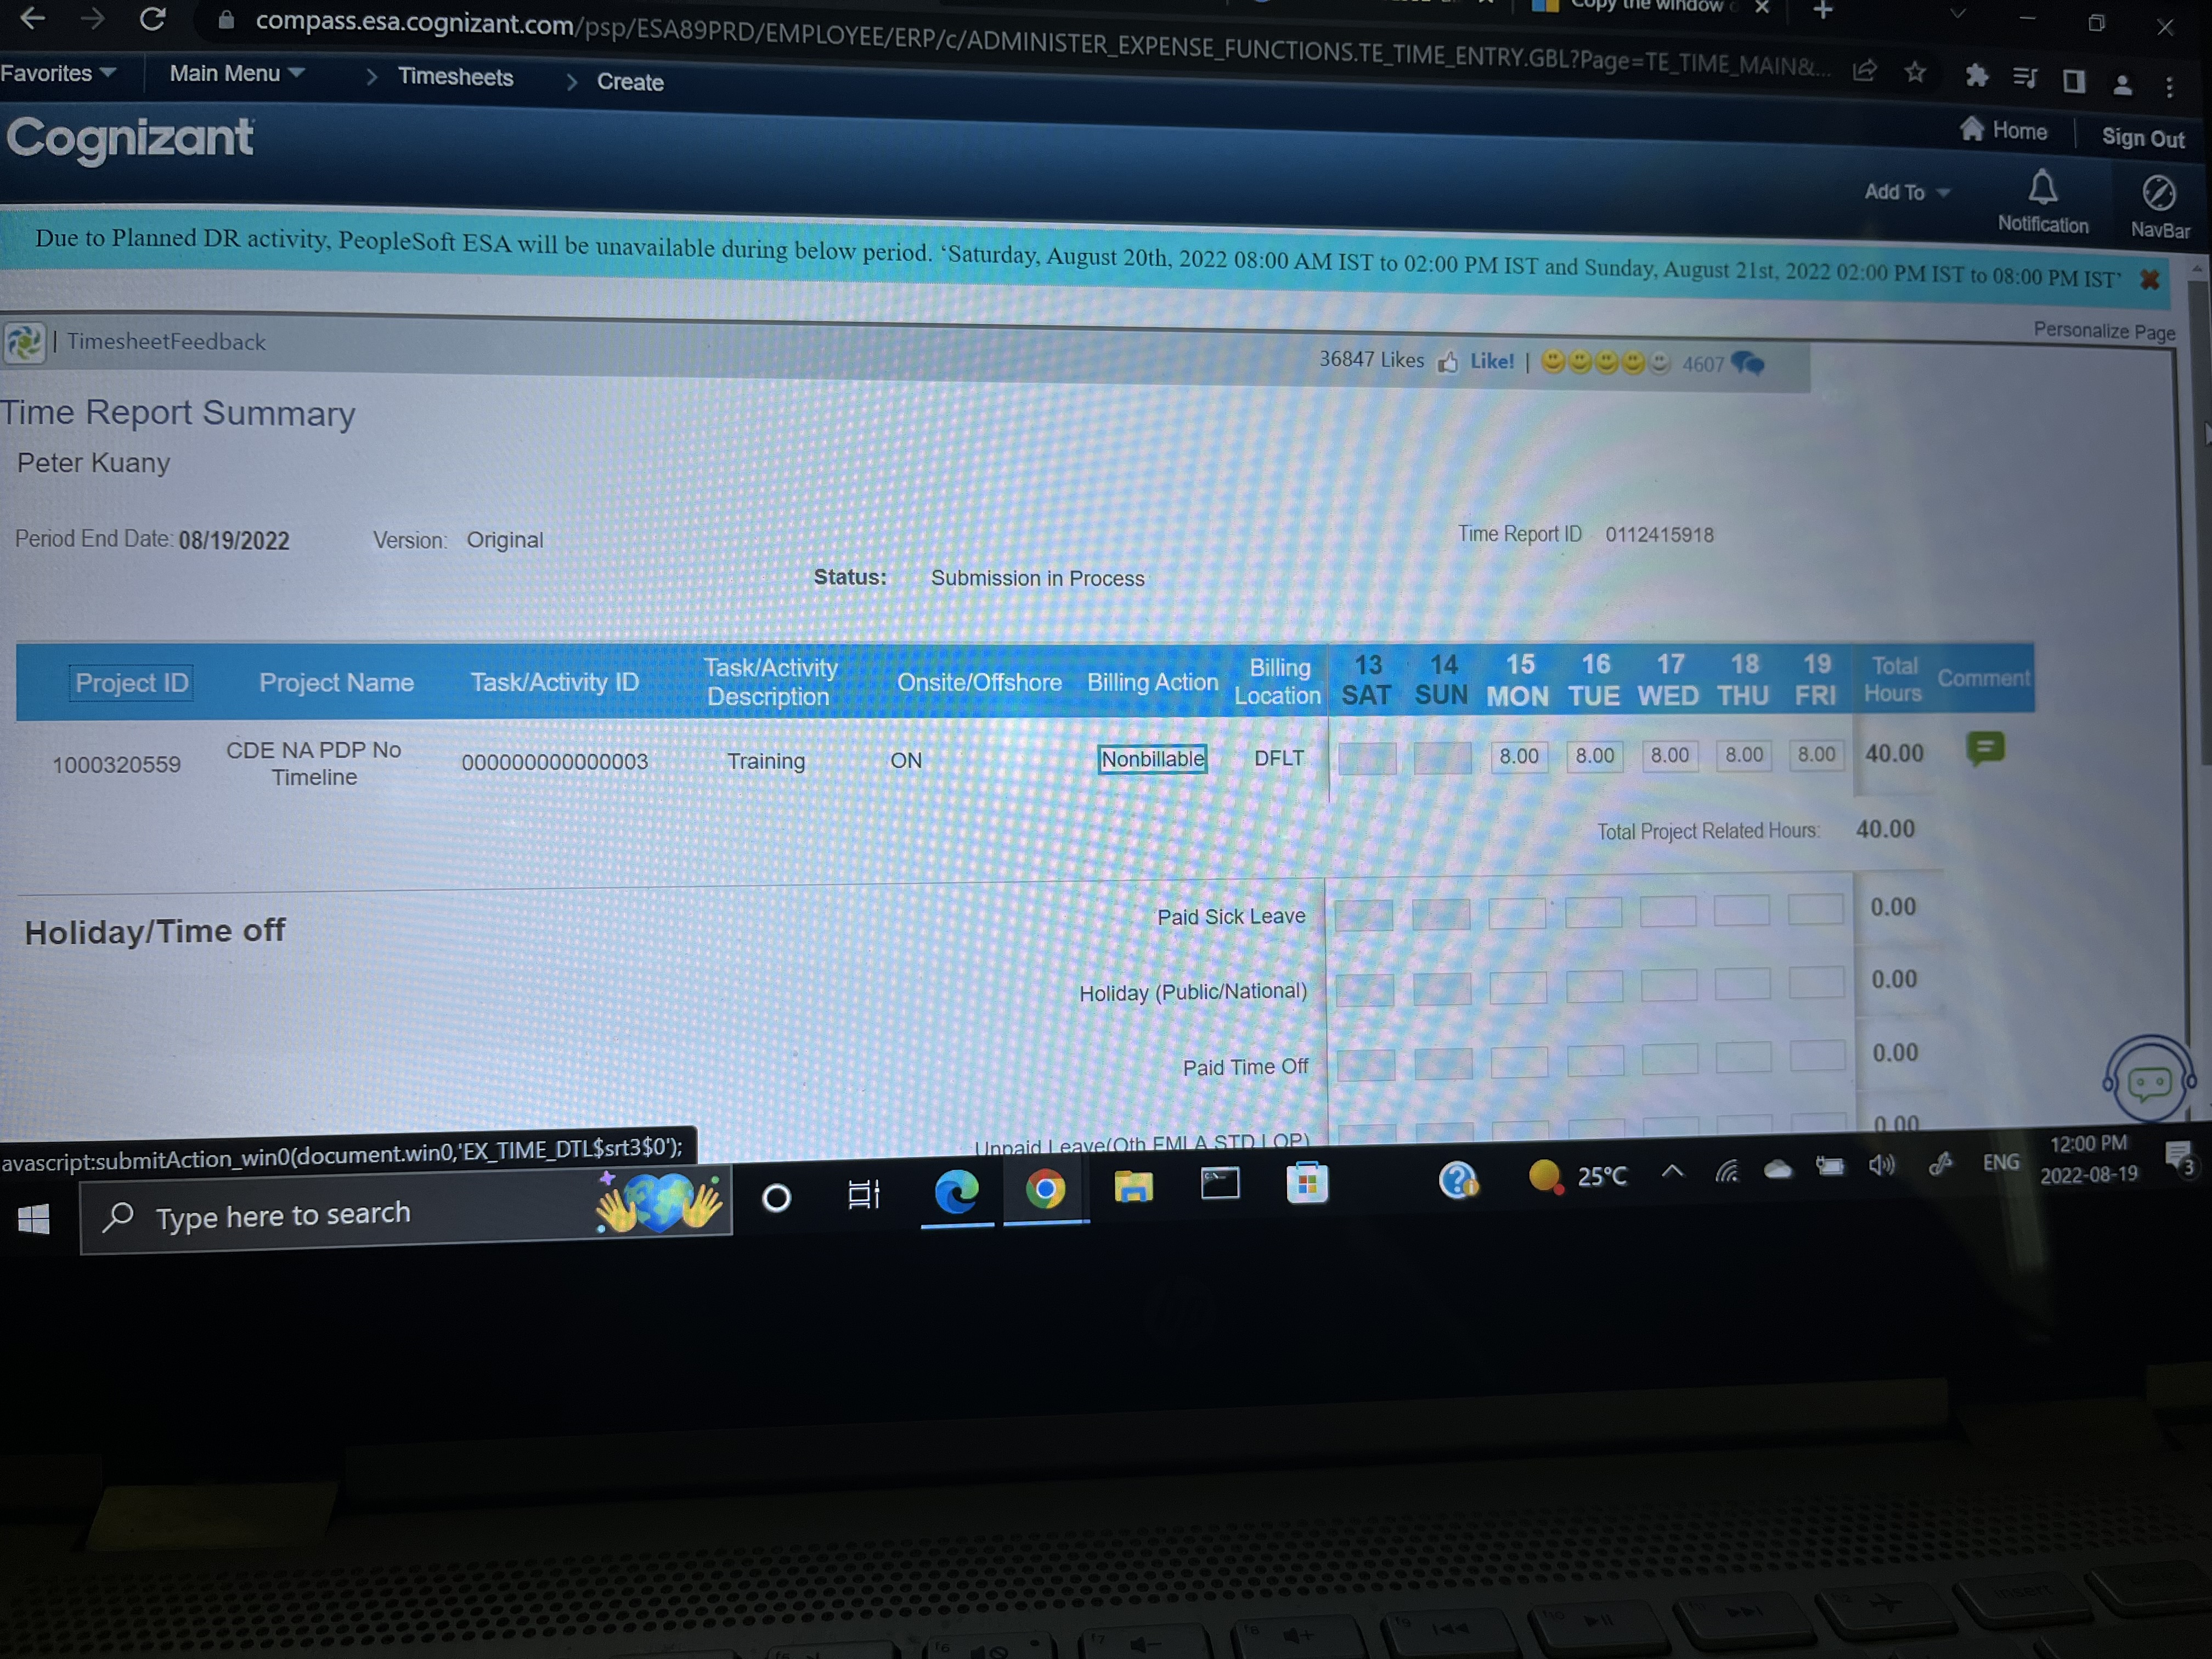 Copy the window
compass.esa.cognizant.com/psp/ESA89PRD/EMPLOYEE/ERP/c/ADMINISTER_EXPENSE_FUNCTIONS.TE_TIME_ENTRY.GBL?Page=TE_TIME_MAIN&...
Favorites Main Menu > Timesheets > Create
Cognizant
Home Sign Out
Add To Notification NavBar
Due to Planned DR activity, PeopleSoft ESA will be unavailable during below period. ‘Saturday, August 20th, 2022 08:00 AM IST to 02:00 PM IST and Sunday, August 21st, 2022 02:00 PM IST to 08:00 PM IST’
Personalize Page
| TimesheetFeedback 36847 Likes Like! | 4607
Time Report Summary
Peter Kuany
Period End Date: 08/19/2022 Version: Original Time Report ID 0112415918
Status: Submission in Process
Project ID Project Name Task/Activity ID Task/Activity Description Onsite/Offshore Billing Action Billing Location 13 SAT 14 SUN 15 MON 16 TUE 17 WED 18 THU 19 FRI Total Hours Comment
1000320559 CDE NA PDP No Timeline 000000000000003 Training ON Nonbillable DFLT 8.00 8.00 8.00 8.00 8.00 40.00
Total Project Related Hours: 40.00
Holiday/Time off
Paid Sick Leave 0.00
Holiday (Public/National) 0.00
Paid Time Off 0.00
Unpaid Leave(Oth FMLA STD LOP) 0.00
avascript:submitAction_win0(document.win0,'EX_TIME_DTL$srt3$0');
Type here to search
25°C ENG 12:00 PM
2022-08-19 3
hp
f6 f7 f8 f9 f10 f11 f12 insert